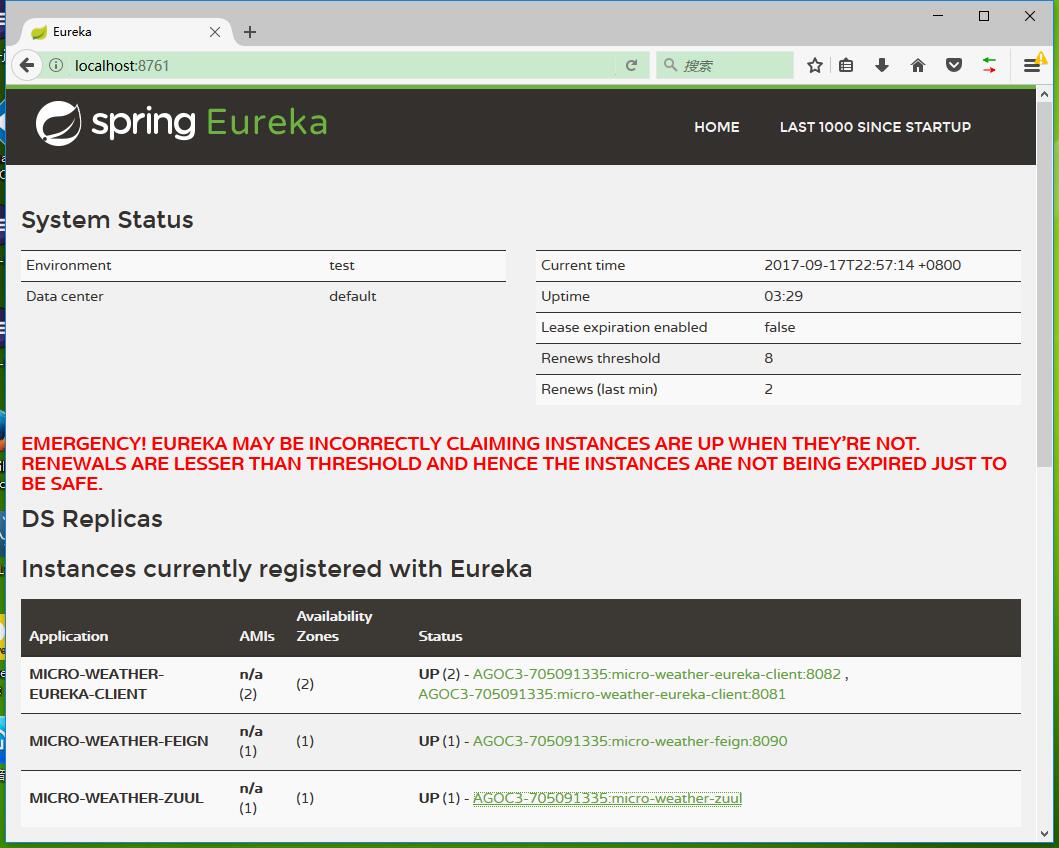 Eureka
localhost:8761
搜索
spring Eureka
HOME
LAST 1000 SINCE STARTUP
System Status
Environment test
Data center default
Current time 2017-09-17T22:57:14 +0800
Uptime 03:29
Lease expiration enabled false
Renews threshold 8
Renews (last min) 2
EMERGENCY! EUREKA MAY BE INCORRECTLY CLAIMING INSTANCES ARE UP WHEN THEY'RE NOT.
RENEWALS ARE LESSER THAN THRESHOLD AND HENCE THE INSTANCES ARE NOT BEING EXPIRED JUST TO
BE SAFE.
DS Replicas
Instances currently registered with Eureka
Application AMIs Availability Zones Status
MICRO-WEATHER-EUREKA-CLIENT n/a (2) (2) UP (2) - AGOC3-705091335:micro-weather-eureka-client:8082 ,
AGOC3-705091335:micro-weather-eureka-client:8081
MICRO-WEATHER-FEIGN n/a (1) (1) UP (1) - AGOC3-705091335:micro-weather-feign:8090
MICRO-WEATHER-ZUUL n/a (1) (1) UP (1) - AGOC3-705091335:micro-weather-zuul